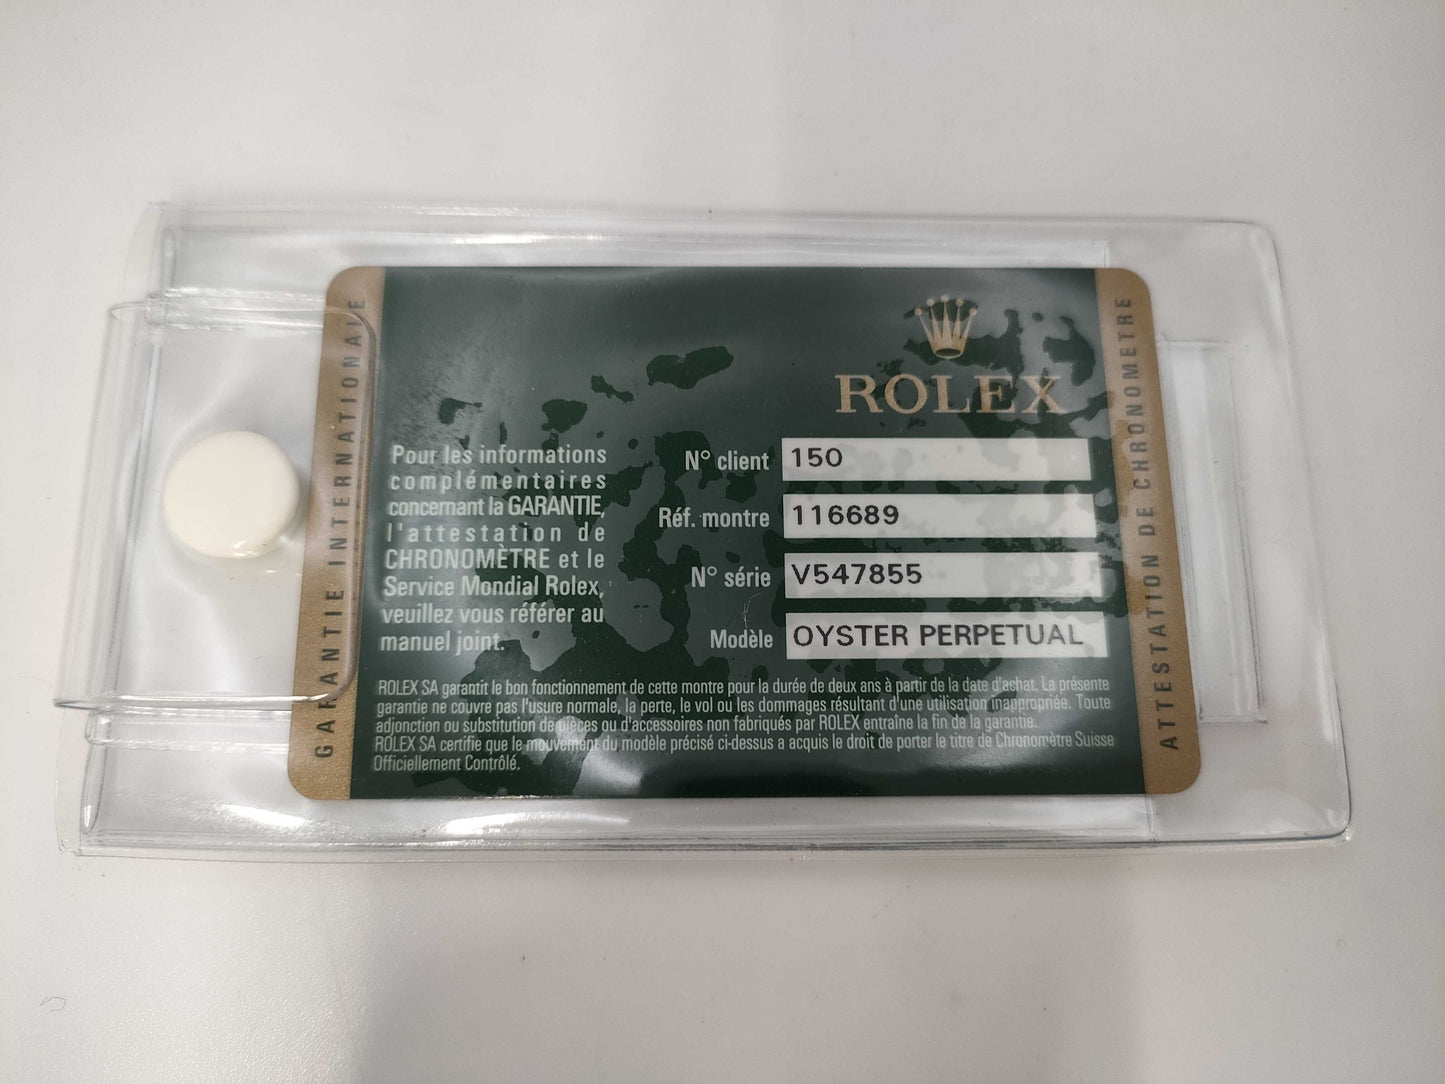 GARANTIE INTERNATIONALE
ROLEX
Pour les informations
complémentaires
concernant la GARANTIE,
l'attestation de
CHRONOMÈTRE et le
Service Mondial Rolex,
veuillez vous référer au
manuel joint.
N° client 150
Réf. montre 116689
N° série V547855
Modèle OYSTER PERPETUAL
ROLEX SA garantit le bon fonctionnement de cette montre pour la durée de deux ans à partir de la date d'achat. La présente
garantie ne couvre pas l'usure normale, la perte, le vol ou les dommages résultant d'une utilisation inappropriée. Toute
adjonction ou substitution de pièces ou d'accessoires non fabriqués par ROLEX entraîne la fin de la garantie.
ROLEX SA certifie que le mouvement du modèle précisé ci-dessus a acquis le droit de porter le titre de Chronomètre Suisse
Officiellement Contrôlé.
ATTESTATION DE CHRONOMETRE